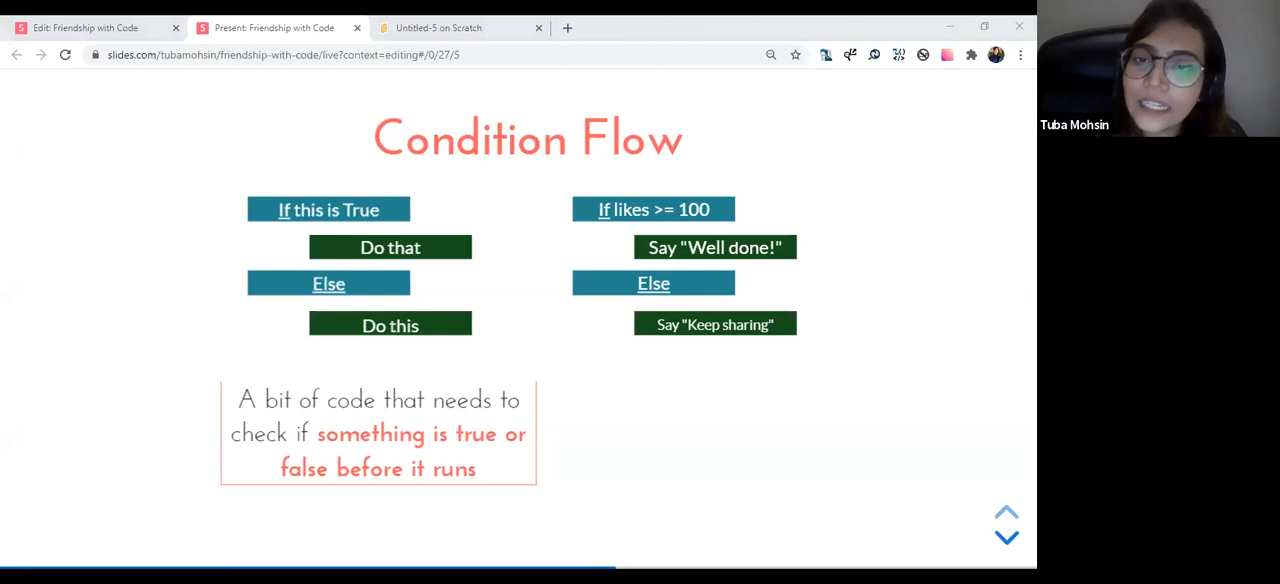 Edit: Friendship with Code
Present: Friendship with Code
Untitled-5 on Scratch
slides.com/tubamohsin/friendship-with-code/live?context=editing#/0/27/5
Tuba Mohsin
Condition Flow
If this is True
Do that
Else
Do this
If likes >= 100
Say "Well done!"
Else
Say "Keep sharing"
A bit of code that needs to
check if something is true or
false before it runs